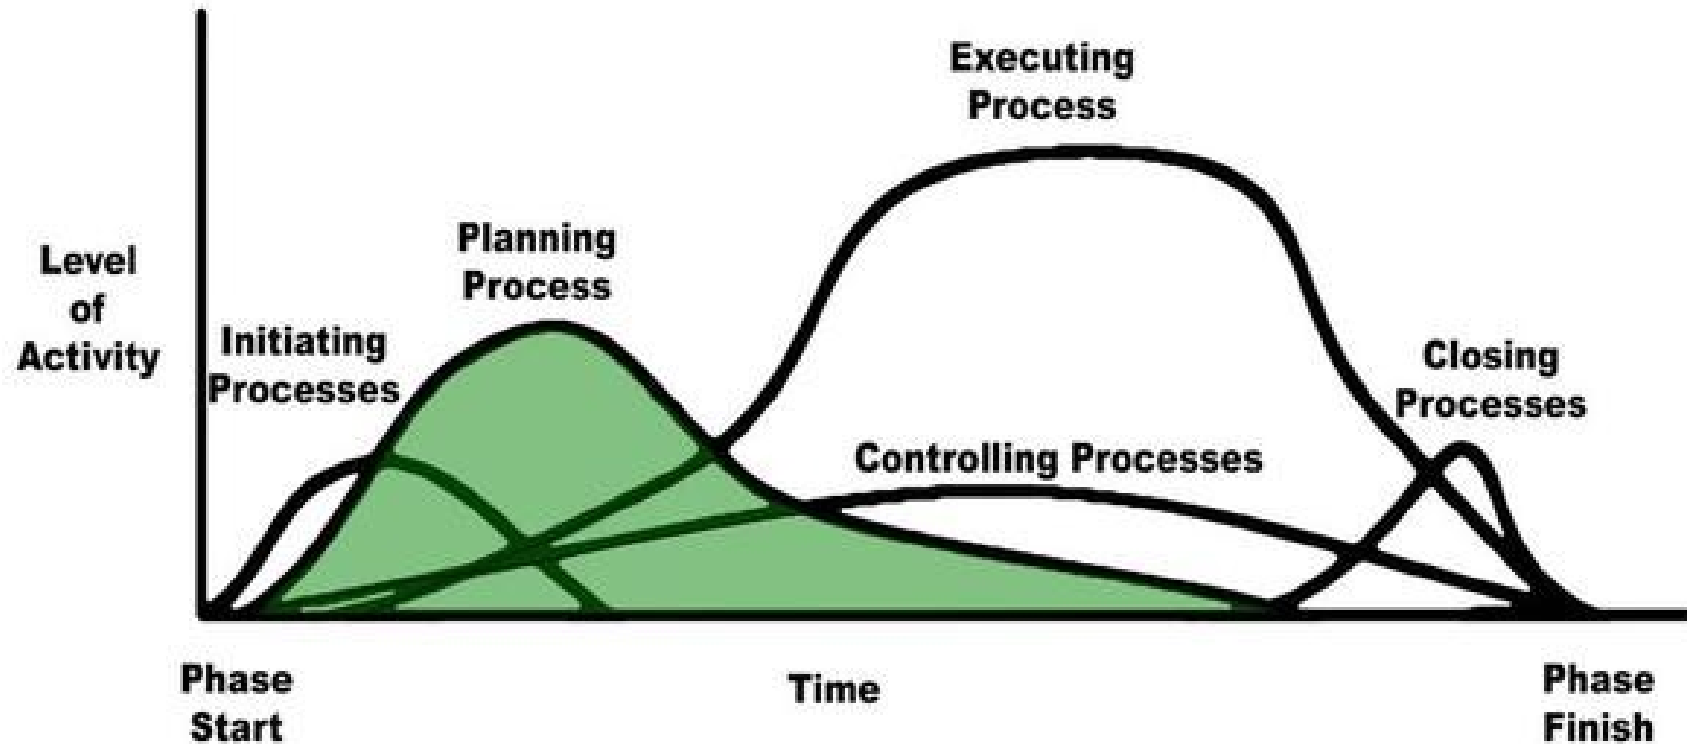 Executing
Process
Planning
Process
Level
of
Activity
Initiating
Processes
Closing
Processes
Controlling Processes
Phase
Start
Time
Phase
Finish